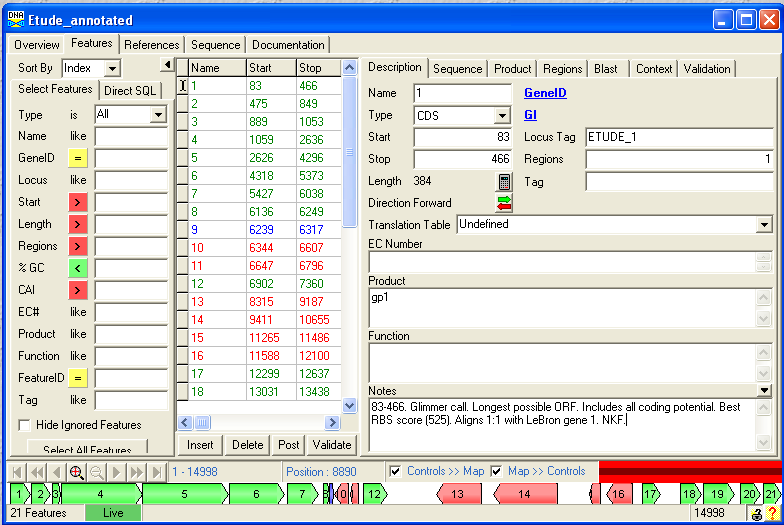 DNA
Etude_annotated
Overview Features References Sequence Documentation
Sort By Index
Select Features Direct SQL
Type is All
Name like
GeneID =
Locus like
Start >
Length >
Regions >
% GC <
CAI >
EC# like
Product like
Function like
FeatureID =
Tag like
Hide Ignored Features
Select All Features
Name Start Stop
1 83 466
2 475 849
3 889 1053
4 1059 2636
5 2626 4296
6 4318 5373
7 5427 6038
8 6136 6249
9 6239 6317
10 6344 6607
11 6647 6796
12 6902 7360
13 8315 9187
14 9411 10655
15 11265 11486
16 11588 12100
17 12299 12637
18 13031 13438
Insert Delete Post Validate
Description Sequence Product Regions Blast Context Validation
Name 1 GeneID
Type CDS GI
Start 83 Locus Tag ETUDE_1
Stop 466 Regions 1
Length 384 Tag
Direction Forward
Translation Table Undefined
EC Number
Product
gp1
Function
Notes
83-466. Glimmer call. Longest possible ORF. Includes all coding potential. Best
RBS score (525). Aligns 1:1 with LeBron gene 1. NKF.
1 - 14998 Position : 8890 Controls >> Map Map >> Controls
1 2 3 4 5 6 7 12 13 14 16 17 18 19 20 21
21 Features Live 14998